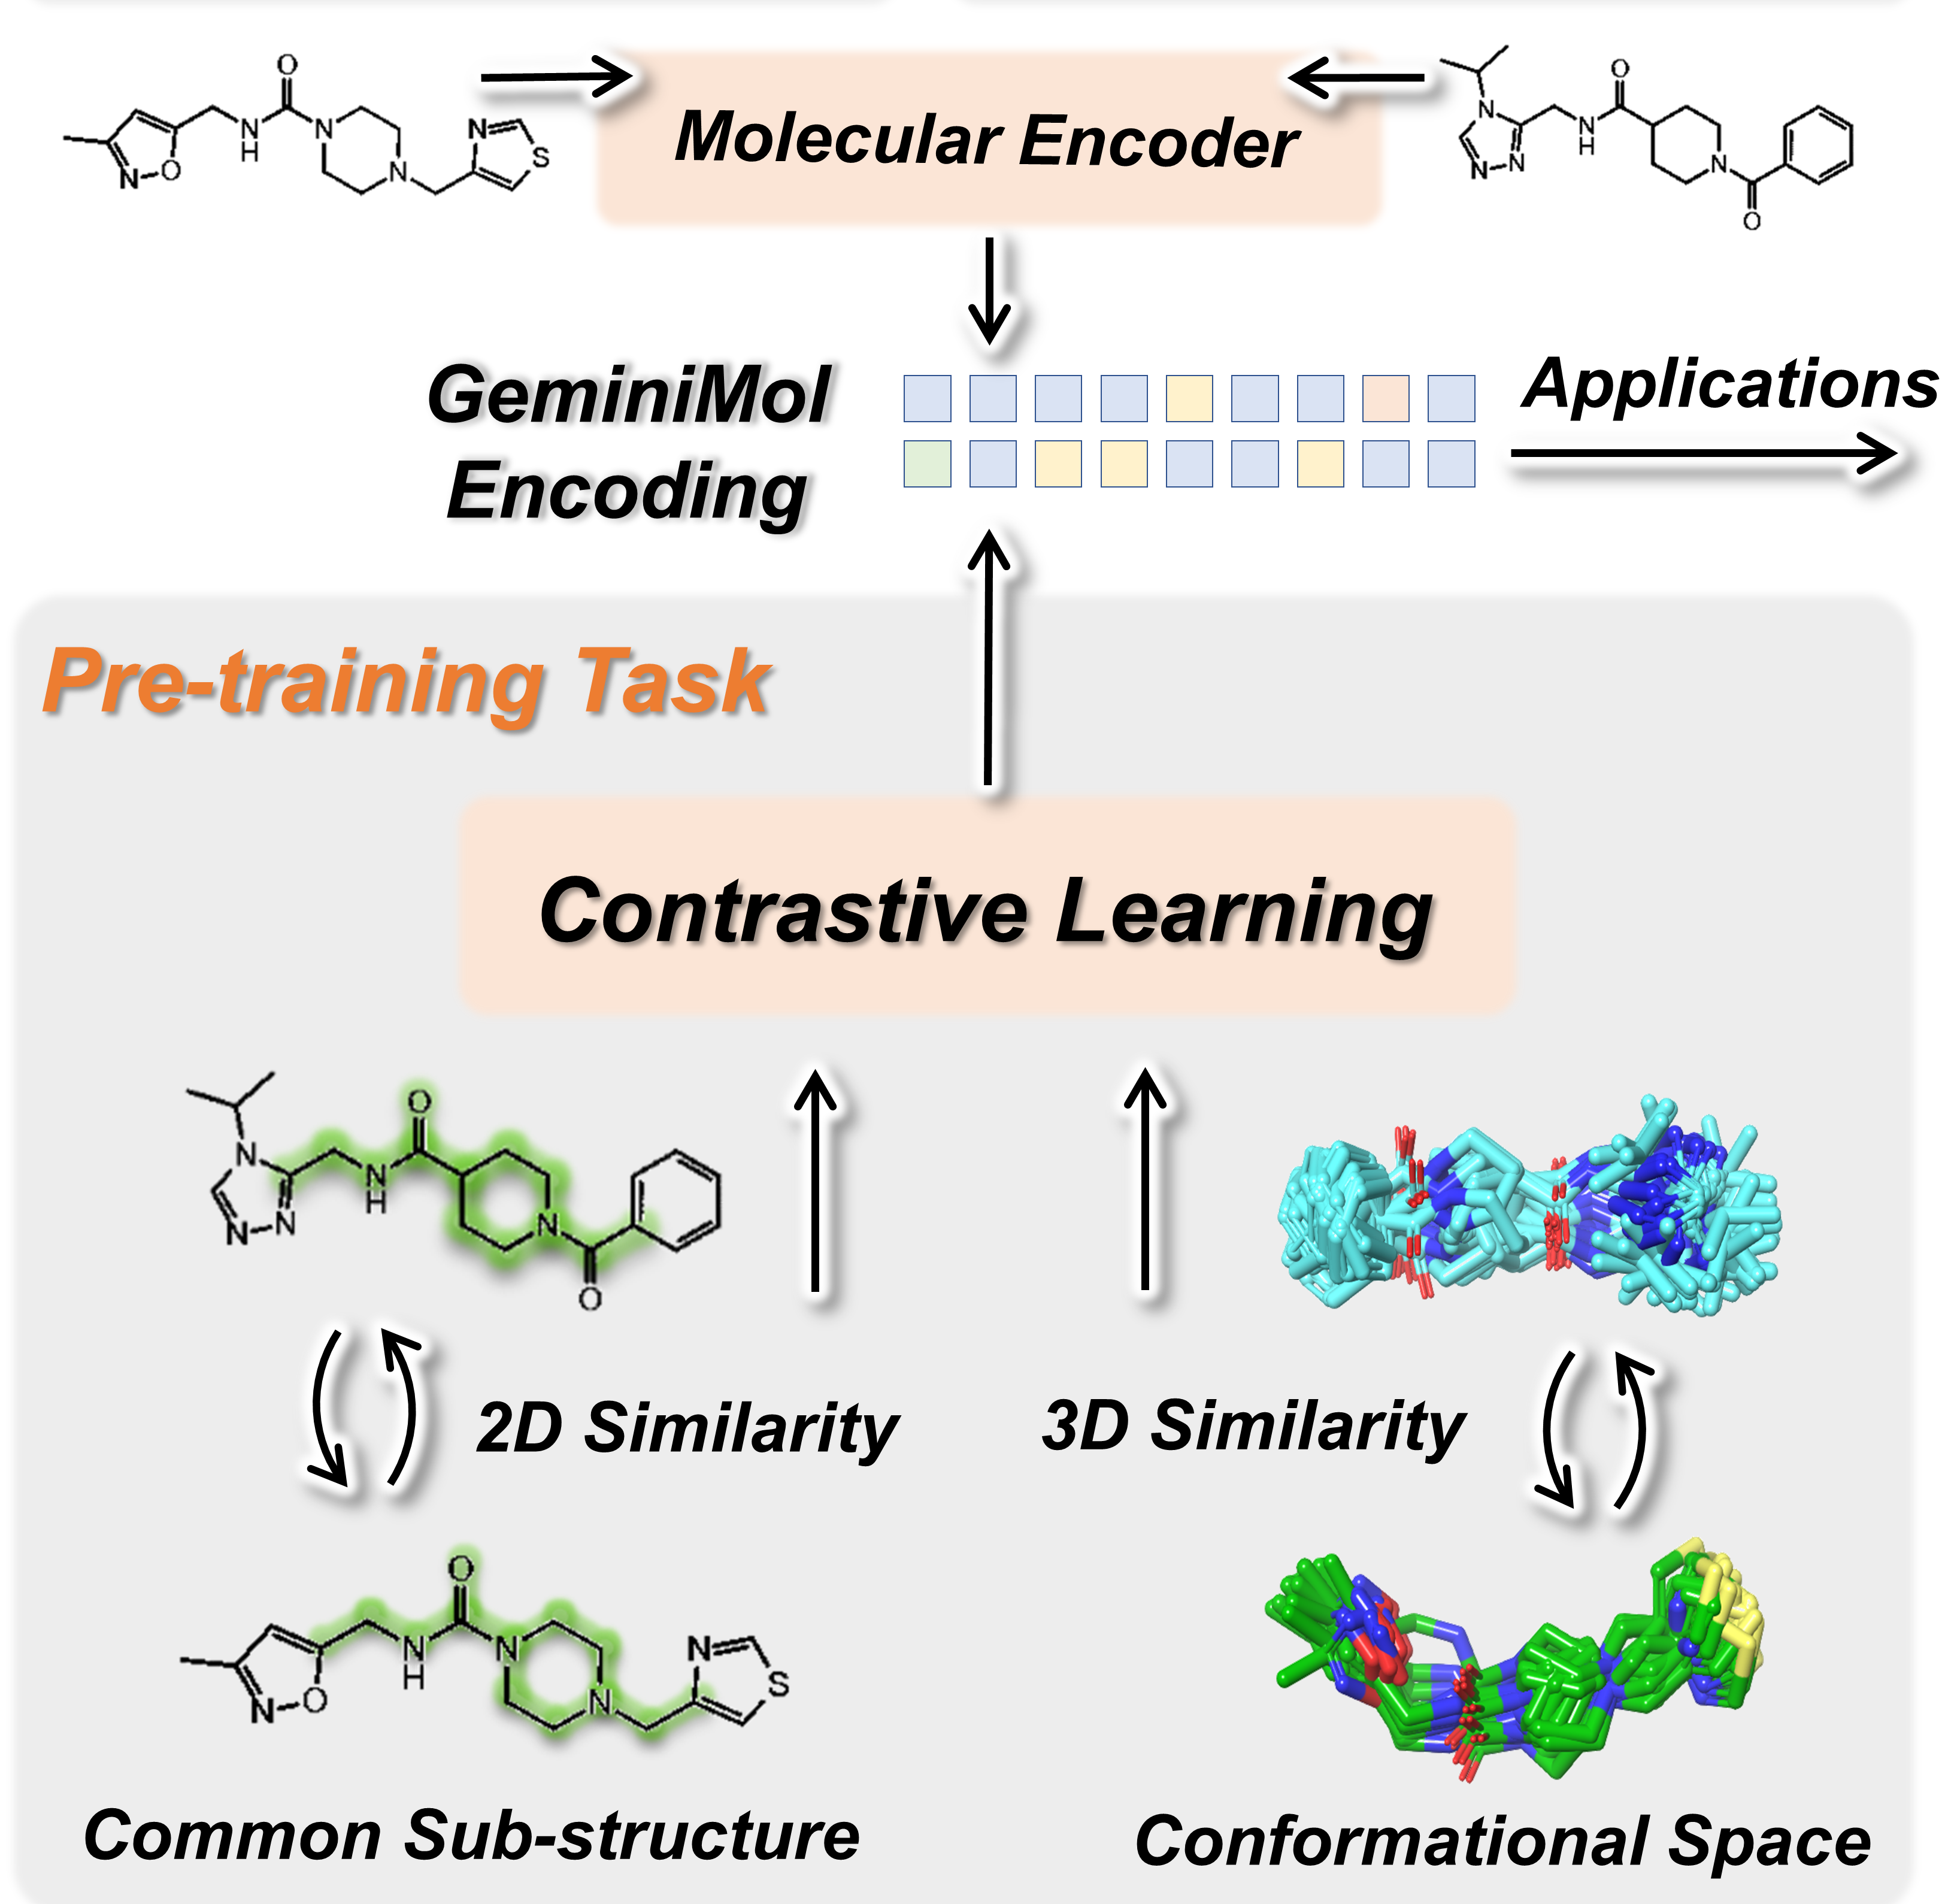 Molecular Encoder
GeminiMol
Encoding
Applications
Pre-training Task
Contrastive Learning
2D Similarity
3D Similarity
Common Sub-structure
Conformational Space
O
N
H
N
N
N
O
N
S
O
N
N
N
N
H
N
O
O
N
N
N
N
H
N
O
O
N
H
N
N
N
O
N
S